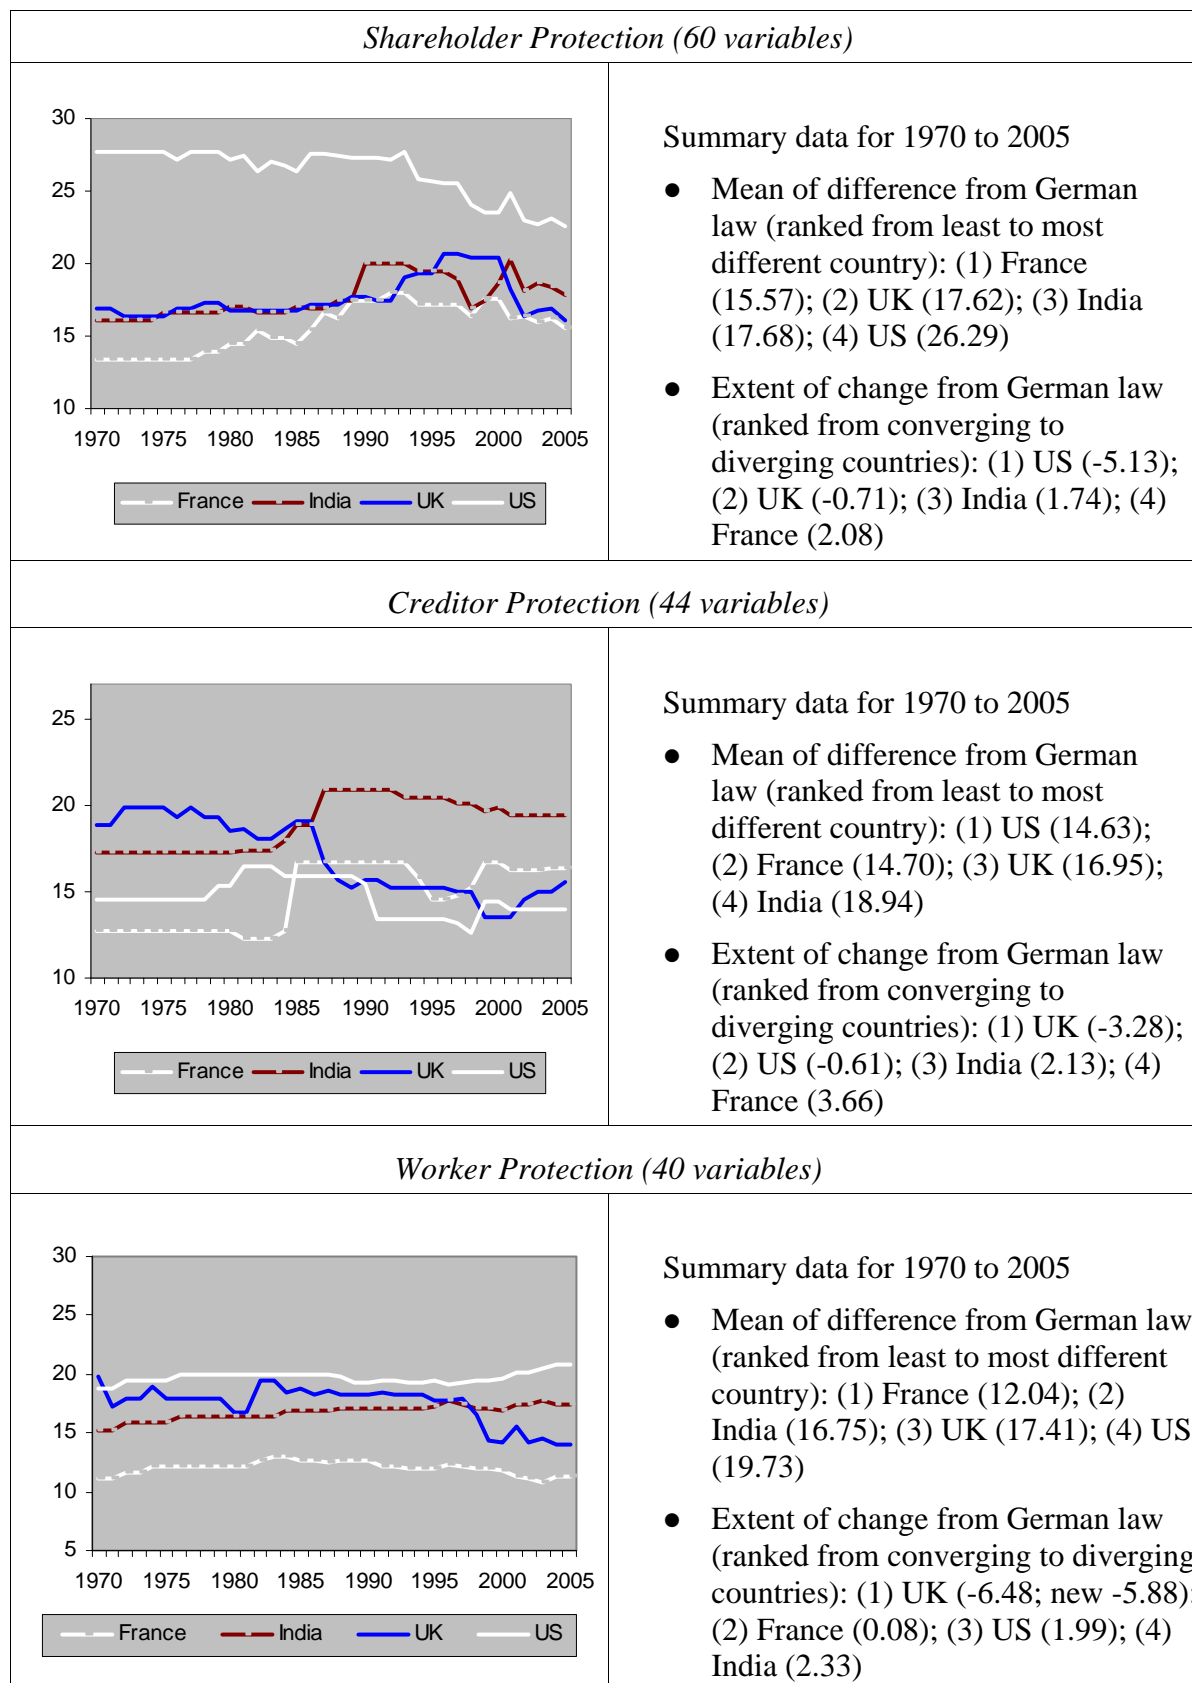 Shareholder Protection (60 variables)
30
25
20
15
10
1970 1975 1980 1985 1990 1995 2000 2005
France India UK US
Summary data for 1970 to 2005
● Mean of difference from German
law (ranked from least to most
different country): (1) France
(15.57); (2) UK (17.62); (3) India
(17.68); (4) US (26.29)
● Extent of change from German law
(ranked from converging to
diverging countries): (1) US (-5.13);
(2) UK (-0.71); (3) India (1.74); (4)
France (2.08)
Creditor Protection (44 variables)
25
20
15
10
1970 1975 1980 1985 1990 1995 2000 2005
France India UK US
Summary data for 1970 to 2005
● Mean of difference from German
law (ranked from least to most
different country): (1) US (14.63);
(2) France (14.70); (3) UK (16.95);
(4) India (18.94)
● Extent of change from German law
(ranked from converging to
diverging countries): (1) UK (-3.28);
(2) US (-0.61); (3) India (2.13); (4)
France (3.66)
Worker Protection (40 variables)
30
25
20
15
10
5
1970 1975 1980 1985 1990 1995 2000 2005
France India UK US
Summary data for 1970 to 2005
● Mean of difference from German law
(ranked from least to most different
country): (1) France (12.04); (2)
India (16.75); (3) UK (17.41); (4) US
(19.73)
● Extent of change from German law
(ranked from converging to diverging
countries): (1) UK (-6.48; new -5.88);
(2) France (0.08); (3) US (1.99); (4)
India (2.33)